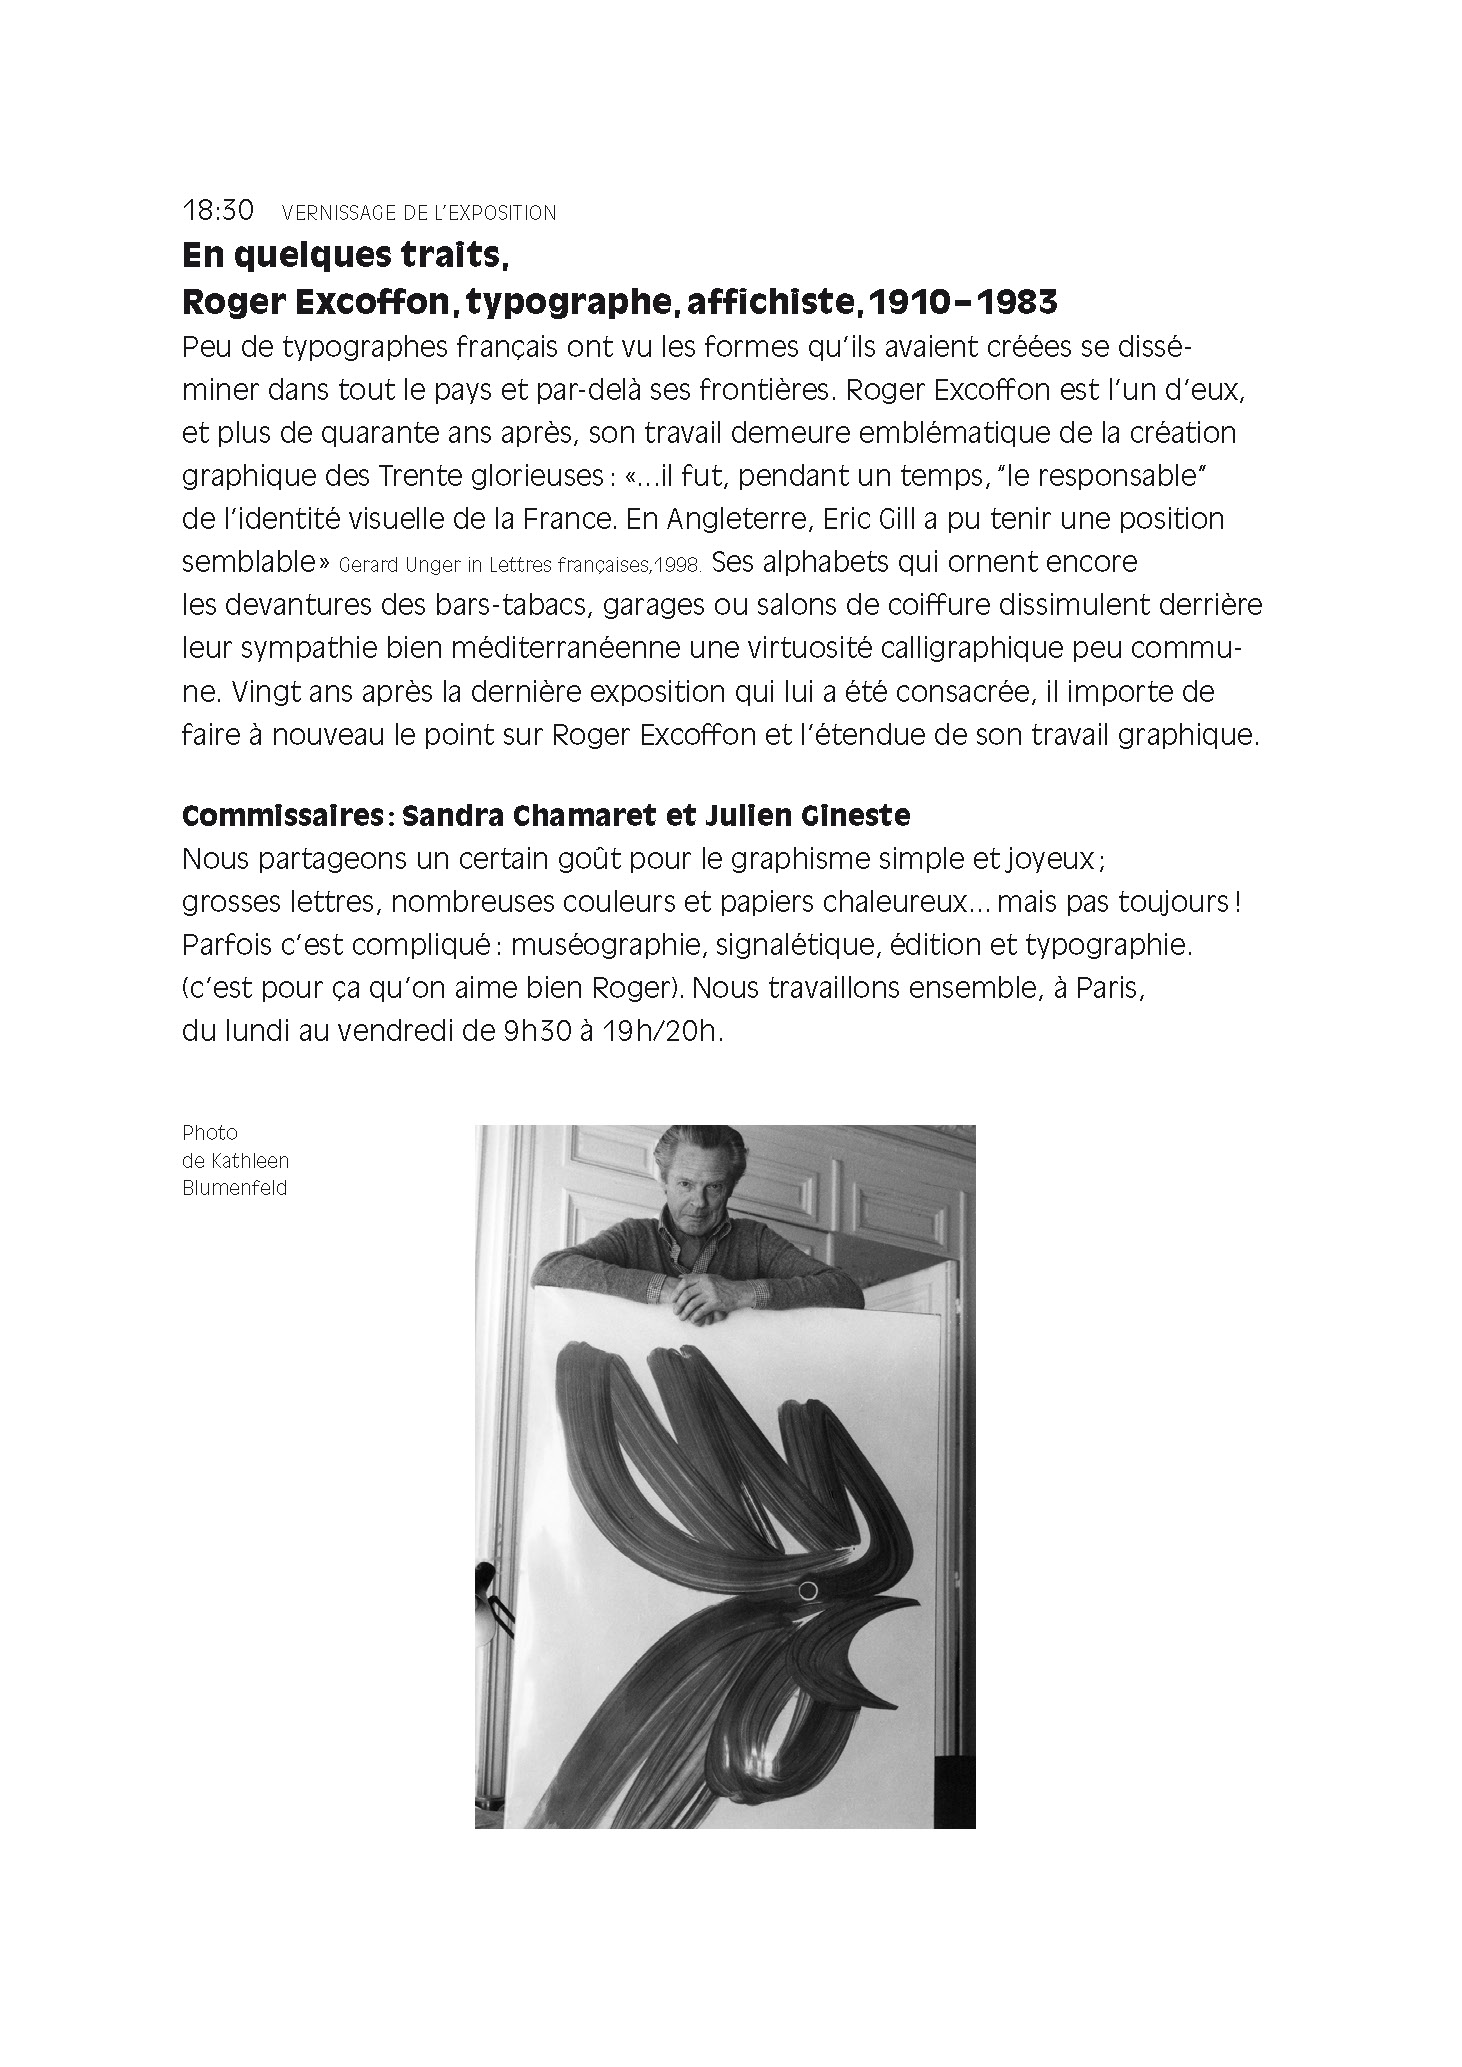 18:30 VERNISSAGE DE L’EXPOSITION
En quelques traits,
Roger Excoffon, typographe, affichiste, 1910–1983
Peu de typographes français ont vu les formes qu’ils avaient créées se dissé-
miner dans tout le pays et par-delà ses frontières. Roger Excoffon est l’un d’eux,
et plus de quarante ans après, son travail demeure emblématique de la création
graphique des Trente glorieuses : «…il fut, pendant un temps, “le responsable”
de l’identité visuelle de la France. En Angleterre, Eric Gill a pu tenir une position
semblable» Gerard Unger in Lettres françaises,1998. Ses alphabets qui ornent encore
les devantures des bars-tabacs, garages ou salons de coiffure dissimulent derrière
leur sympathie bien méditerranéenne une virtuosité calligraphique peu commu-
ne. Vingt ans après la dernière exposition qui lui a été consacrée, il importe de
faire à nouveau le point sur Roger Excoffon et l’étendue de son travail graphique.
Commissaires : Sandra Chamaret et Julien Gineste
Nous partageons un certain goût pour le graphisme simple et joyeux ;
grosses lettres, nombreuses couleurs et papiers chaleureux… mais pas toujours !
Parfois c’est compliqué : muséographie, signalétique, édition et typographie.
(c’est pour ça qu’on aime bien Roger). Nous travaillons ensemble, à Paris,
du lundi au vendredi de 9h30 à 19h/20h.
Photo
de Kathleen
Blumenfeld